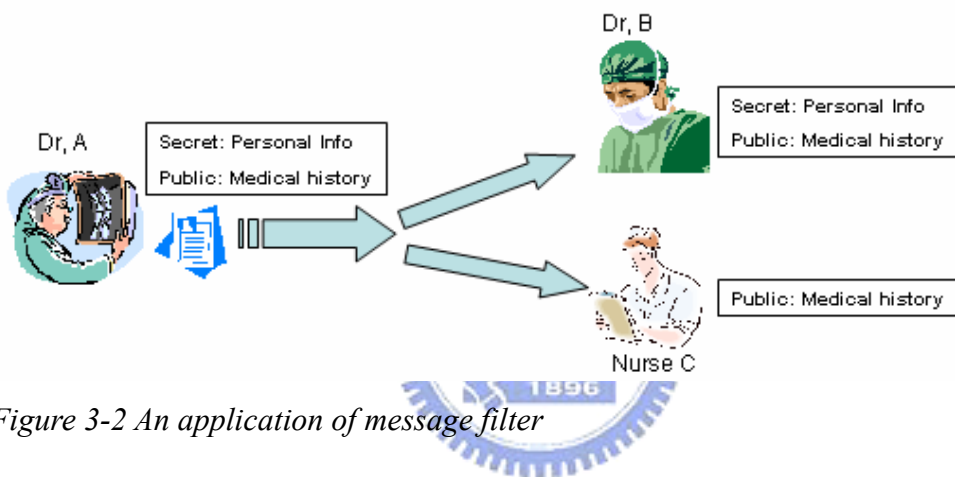 Dr, B
Secret: Personal Info
Public: Medical history
Dr, A
Secret: Personal Info
Public: Medical history
Public: Medical history
Nurse C
1896
Figure 3-2 An application of message filter